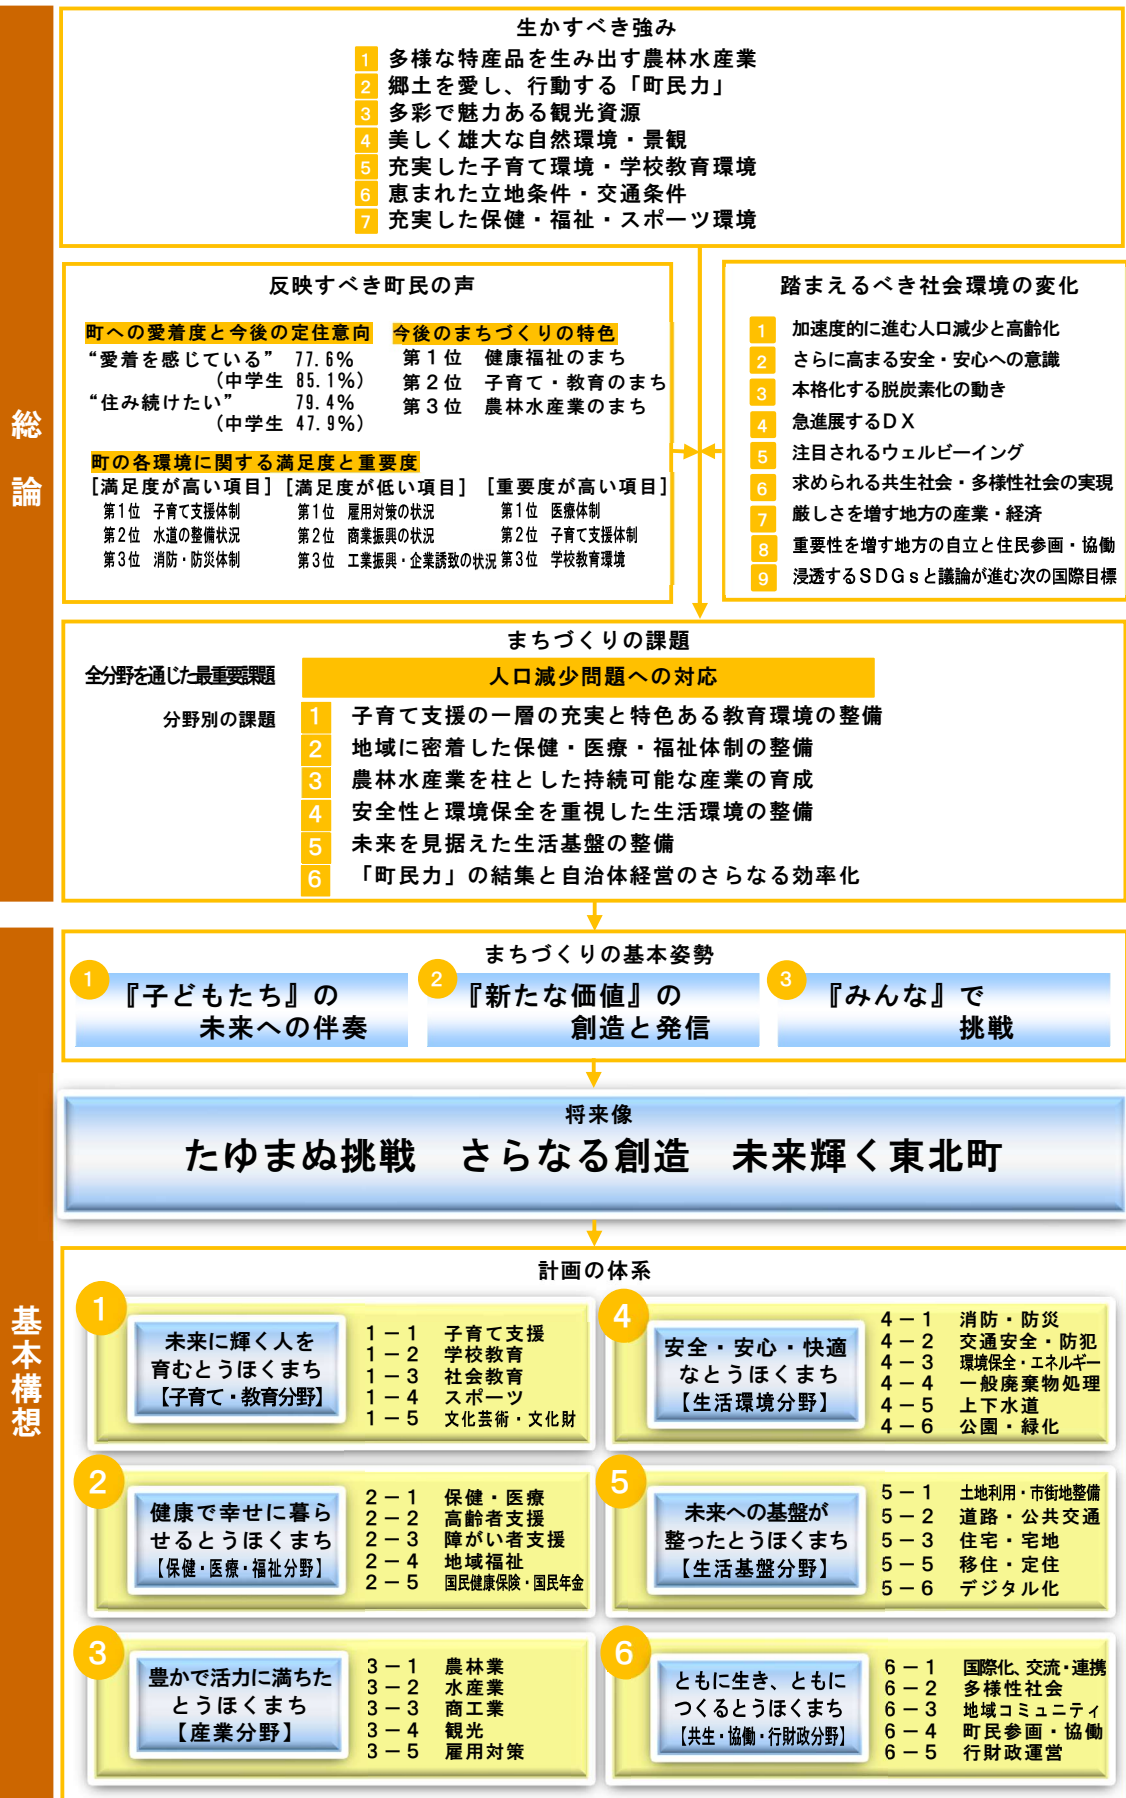 総論
生かすべき強み
1 多様な特産品を生み出す農林水産業
2 郷土を愛し、行動する「町民力」
3 多彩で魅力ある観光資源
4 美しく雄大な自然環境・景観
5 充実した子育て環境・学校教育環境
6 恵まれた立地条件・交通条件
7 充実した保健・福祉・スポーツ環境
反映すべき町民の声
町への愛着度と今後の定住意向
“愛着を感じている” 77.6%
（中学生 85.1%）
“住み続けたい” 79.4%
（中学生 47.9%）
今後のまちづくりの特色
第１位 健康福祉のまち
第２位 子育て・教育のまち
第３位 農林水産業のまち
町の各環境に関する満足度と重要度
[満足度が高い項目]
第１位 子育て支援体制
第２位 水道の整備状況
第３位 消防・防災体制
[満足度が低い項目]
第１位 雇用対策の状況
第２位 商業振興の状況
第３位 工業振興・企業誘致の状況
[重要度が高い項目]
第１位 医療体制
第２位 子育て支援体制
第３位 学校教育環境
踏まえるべき社会環境の変化
1 加速度的に進む人口減少と高齢化
2 さらに高まる安全・安心への意識
3 本格化する脱炭素化の動き
4 急進展するＤＸ
5 注目されるウェルビーイング
6 求められる共生社会・多様性社会の実現
7 厳しさを増す地方の産業・経済
8 重要性を増す地方の自立と住民参画・協働
9 浸透するＳＤＧｓと議論が進む次の国際目標
まちづくりの課題
全分野を通じた最重要課題 人口減少問題への対応
分野別の課題
1 子育て支援の一層の充実と特色ある教育環境の整備
2 地域に密着した保健・医療・福祉体制の整備
3 農林水産業を柱とした持続可能な産業の育成
4 安全性と環境保全を重視した生活環境の整備
5 未来を見据えた生活基盤の整備
6 「町民力」の結集と自治体経営のさらなる効率化
基本構想
まちづくりの基本姿勢
1 『子どもたち』の
未来への伴奏
2 『新たな価値』の
創造と発信
3 『みんな』で
挑戦
将来像
たゆまぬ挑戦　さらなる創造　未来輝く東北町
計画の体系
1
未来に輝く人を
育むとうほくまち
【子育て・教育分野】
１－１ 子育て支援
１－２ 学校教育
１－３ 社会教育
１－４ スポーツ
１－５ 文化芸術・文化財
2
健康で幸せに暮ら
せるとうほくまち
【保健・医療・福祉分野】
２－１ 保健・医療
２－２ 高齢者支援
２－３ 障がい者支援
２－４ 地域福祉
２－５ 国民健康保険・国民年金
3
豊かで活力に満ちた
とうほくまち
【産業分野】
３－１ 農林業
３－２ 水産業
３－３ 商工業
３－４ 観光
３－５ 雇用対策
4
安全・安心・快適
なとうほくまち
【生活環境分野】
４－１ 消防・防災
４－２ 交通安全・防犯
４－３ 環境保全・エネルギー
４－４ 一般廃棄物処理
４－５ 上下水道
４－６ 公園・緑化
5
未来への基盤が
整ったとうほくまち
【生活基盤分野】
５－１ 土地利用・市街地整備
５－２ 道路・公共交通
５－３ 住宅・宅地
５－５ 移住・定住
５－６ デジタル化
6
ともに生き、ともに
つくるとうほくまち
【共生・協働・行財政分野】
６－１ 国際化、交流・連携
６－２ 多様性社会
６－３ 地域コミュニティ
６－４ 町民参画・協働
６－５ 行財政運営